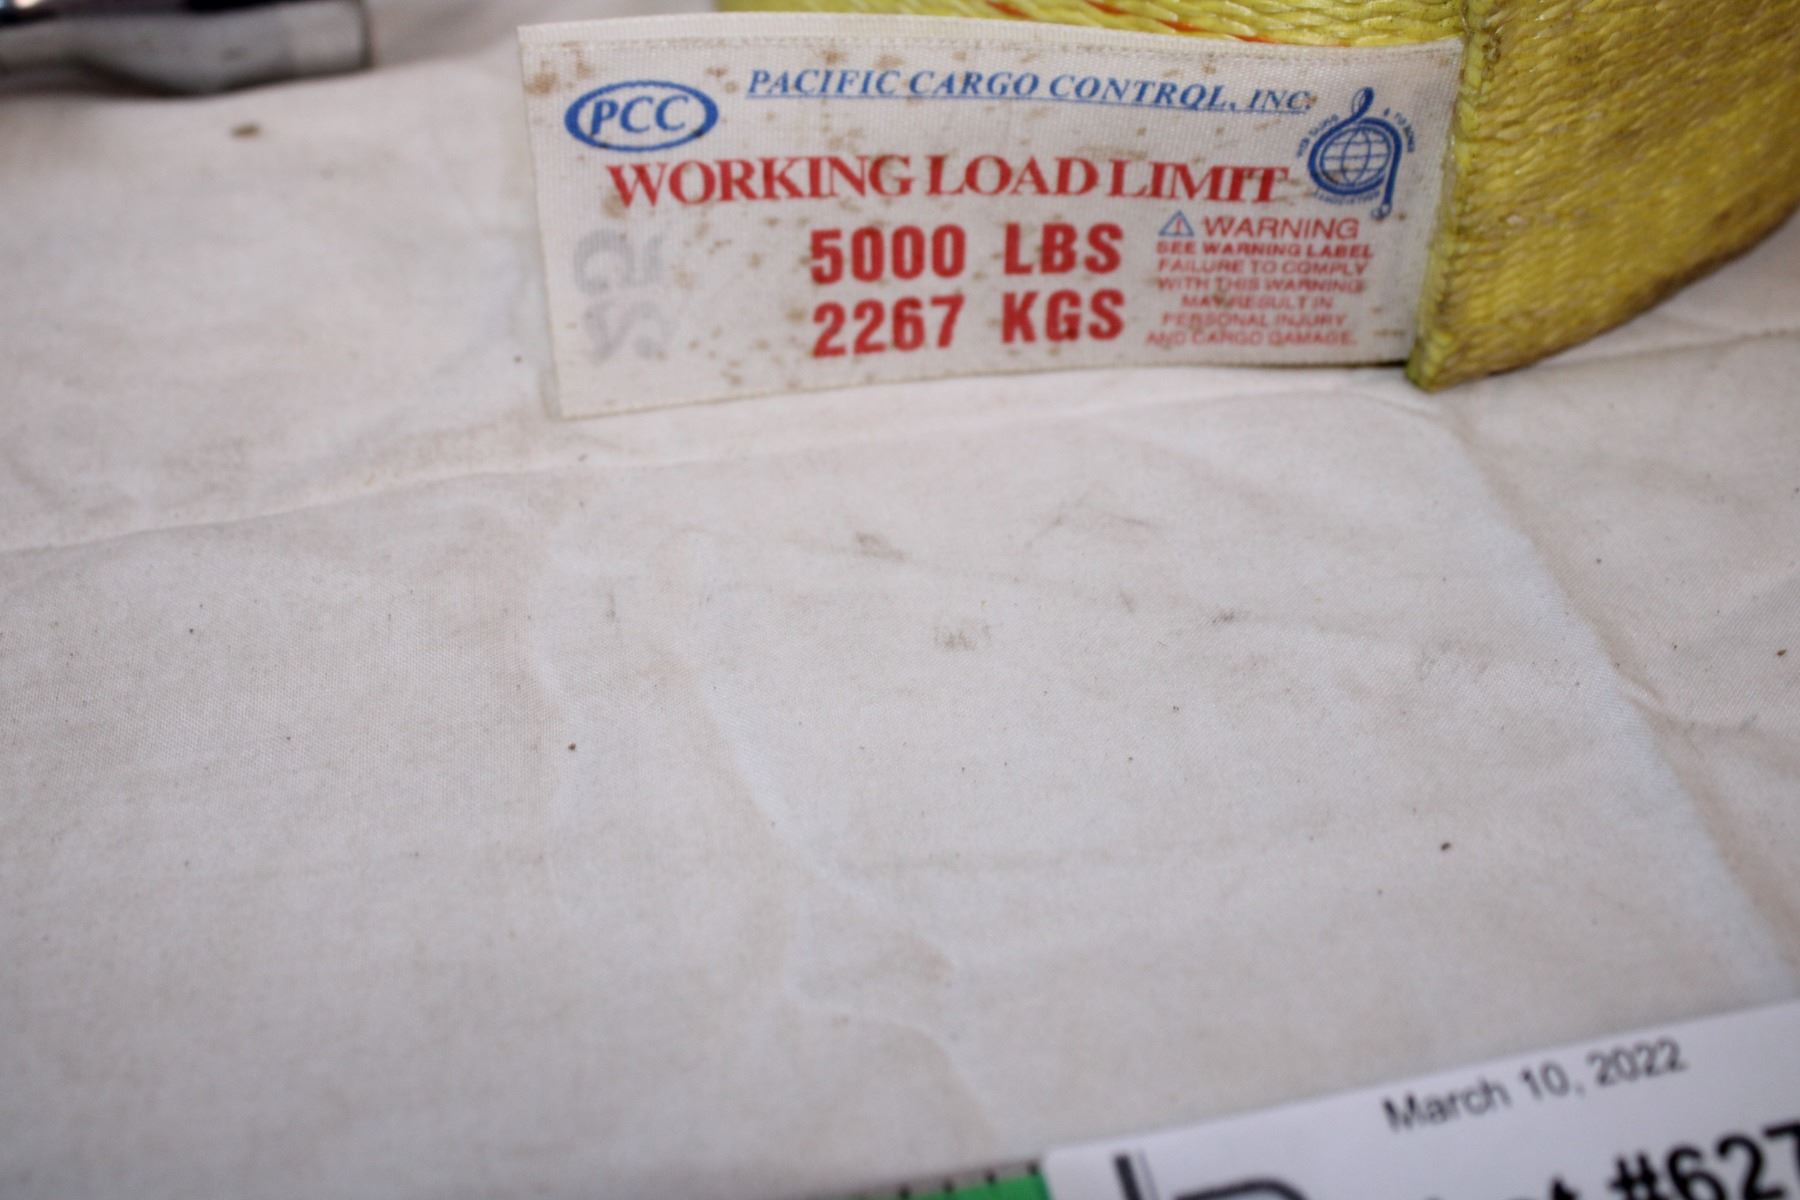 PCC
PACIFIC CARGO CONTROL, INC.
WORKING LOAD LIMIT
5000 LBS
2267 KGS
WARNING
SEE WARNING LABEL
FAILURE TO COMPLY
WITH THIS WARNING
MAY RESULT IN
PERSONAL INJURY
AND CARGO DAMAGE.
March 10, 2022
#627